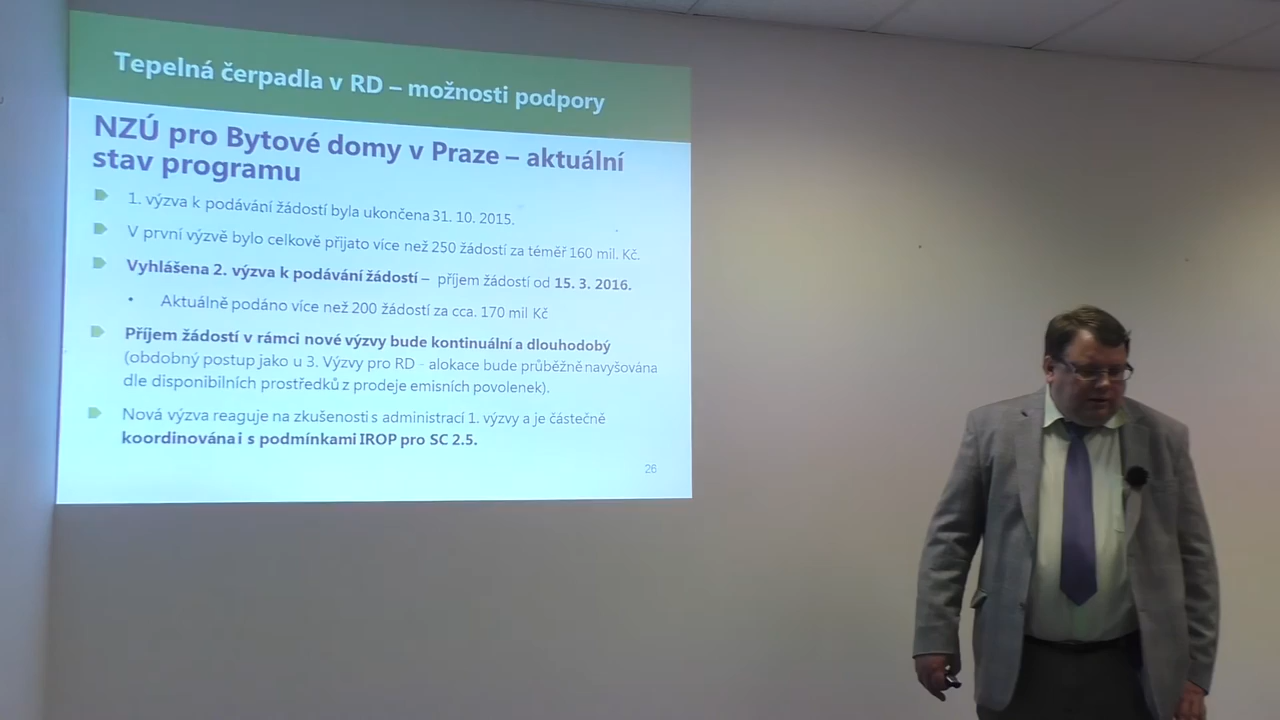 Tepelná čerpadla v RD – možnosti podpory
NZÚ pro Bytové domy v Praze – aktuální
stav programu
1. výzva k podávání žádostí byla ukončena 31. 10. 2015.
V první výzvě bylo celkově přijato více než 250 žádostí za téměř 160 mil. Kč.
Vyhlášena 2. výzva k podávání žádostí – příjem žádostí od 15. 3. 2016.
• Aktuálně podáno více než 200 žádostí za cca. 170 mil Kč
Příjem žádostí v rámci nové výzvy bude kontinuální a dlouhodobý
(obdobný postup jako u 3. Výzvy pro RD - alokace bude průběžně navyšována
dle disponibilních prostředků z prodeje emisních povolenek).
Nová výzva reaguje na zkušenosti s administrací 1. výzvy a je částečně
koordinována i s podmínkami IROP pro SC 2.5.
26